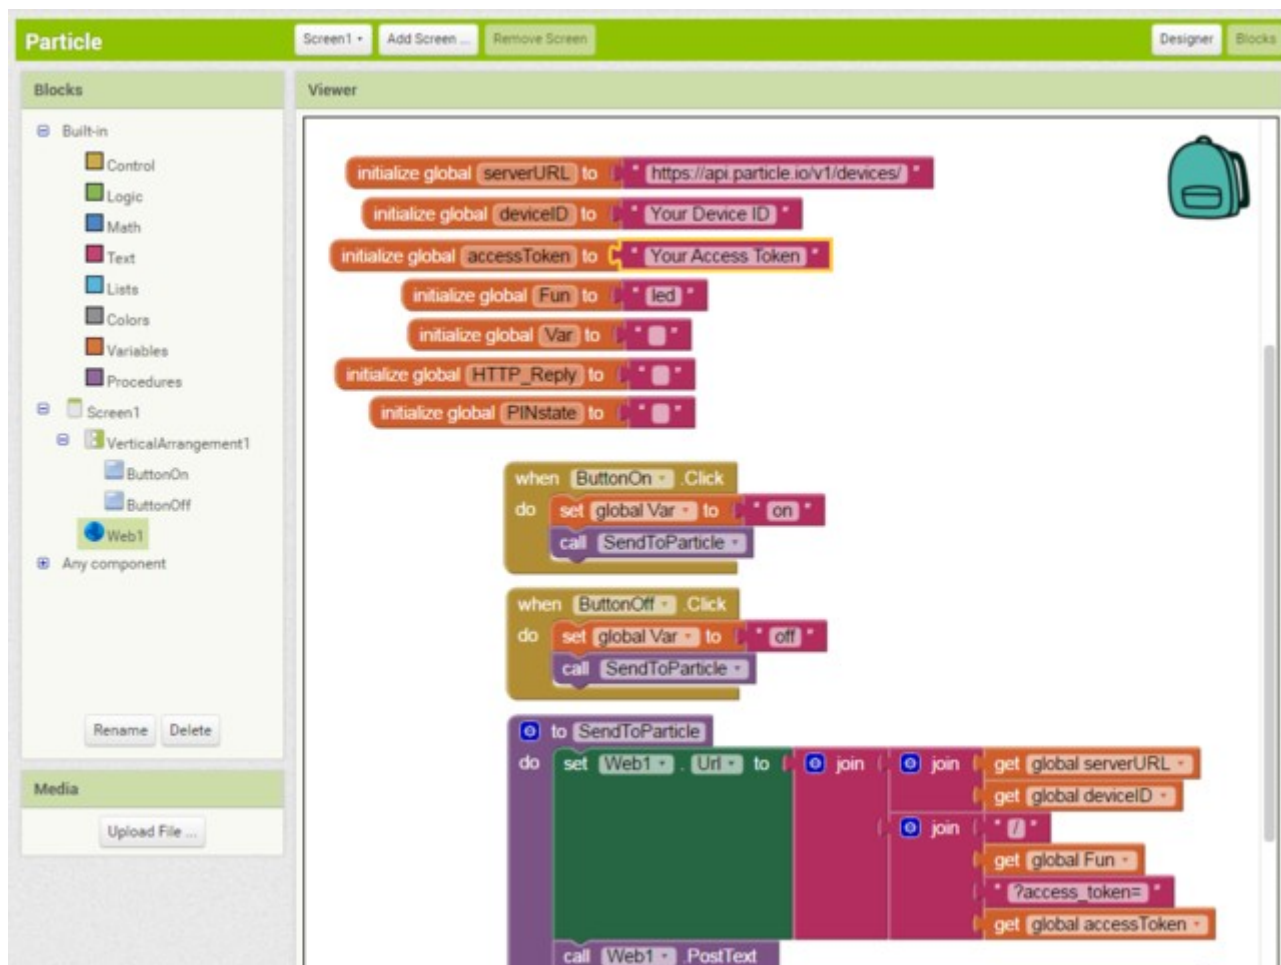 Particle
Screen1 Add Screen ... Remove Screen Designer Blocks
Blocks
Built-in
Control
Logic
Math
Text
Lists
Colors
Variables
Procedures
Screen1
VerticalArrangement1
ButtonOn
ButtonOff
Web1
Any component
Rename Delete
Media
Upload File ...
Viewer
initialize global serverURL to " https://api.particle.io/v1/devices/ "
initialize global deviceID to " Your Device ID "
initialize global accessToken to " Your Access Token "
initialize global Fun to " led "
initialize global Var to " "
initialize global HTTP_Reply to " "
initialize global PINstate to " "
when ButtonOn .Click
do set global Var to " on "
call SendToParticle
when ButtonOff .Click
do set global Var to " off "
call SendToParticle
to SendToParticle
do set Web1 . Url to join join get global serverURL
get global deviceID
join " / "
get global Fun
" ?access_token= "
get global accessToken
call Web1 .PostText